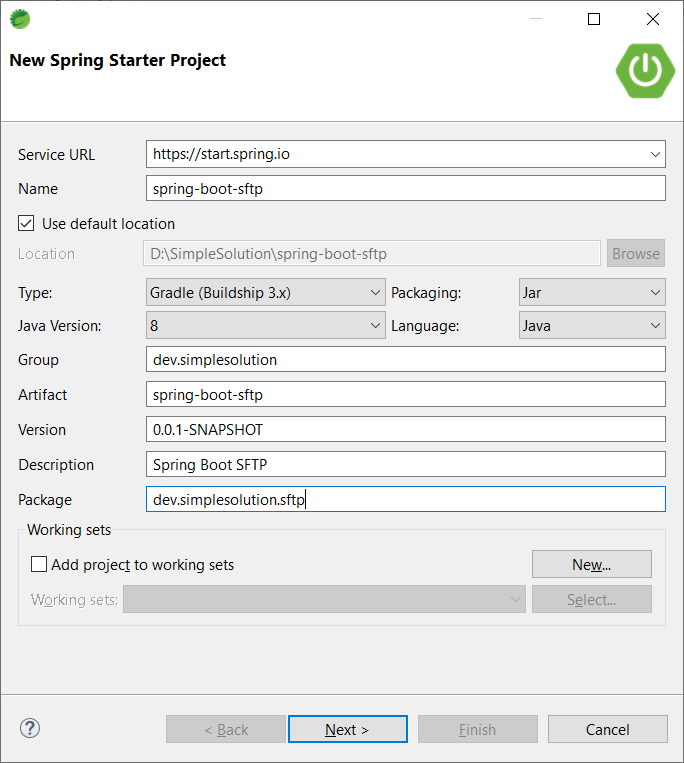 New Spring Starter Project
Service URL https://start.spring.io
Name spring-boot-sftp
Use default location
Location D:\SimpleSolution\spring-boot-sftp Browse
Type: Gradle (Buildship 3.x) Packaging: Jar
Java Version: 8 Language: Java
Group dev.simplesolution
Artifact spring-boot-sftp
Version 0.0.1-SNAPSHOT
Description Spring Boot SFTP
Package dev.simplesolution.sftp
Working sets
Add project to working sets New...
Working sets: Select...
? < Back Next > Finish Cancel